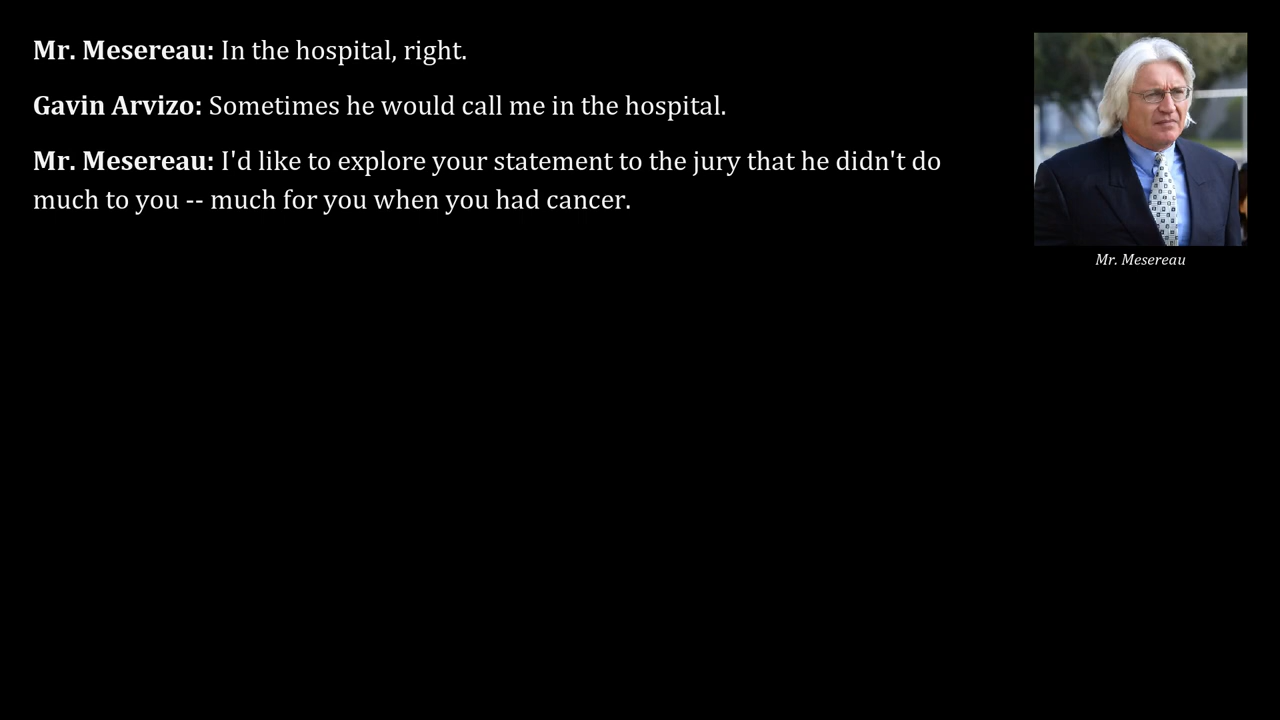 Mr. Mesereau: In the hospital, right.
Gavin Arvizo: Sometimes he would call me in the hospital.
Mr. Mesereau: I'd like to explore your statement to the jury that he didn't do
much to you -- much for you when you had cancer.
Mr. Mesereau